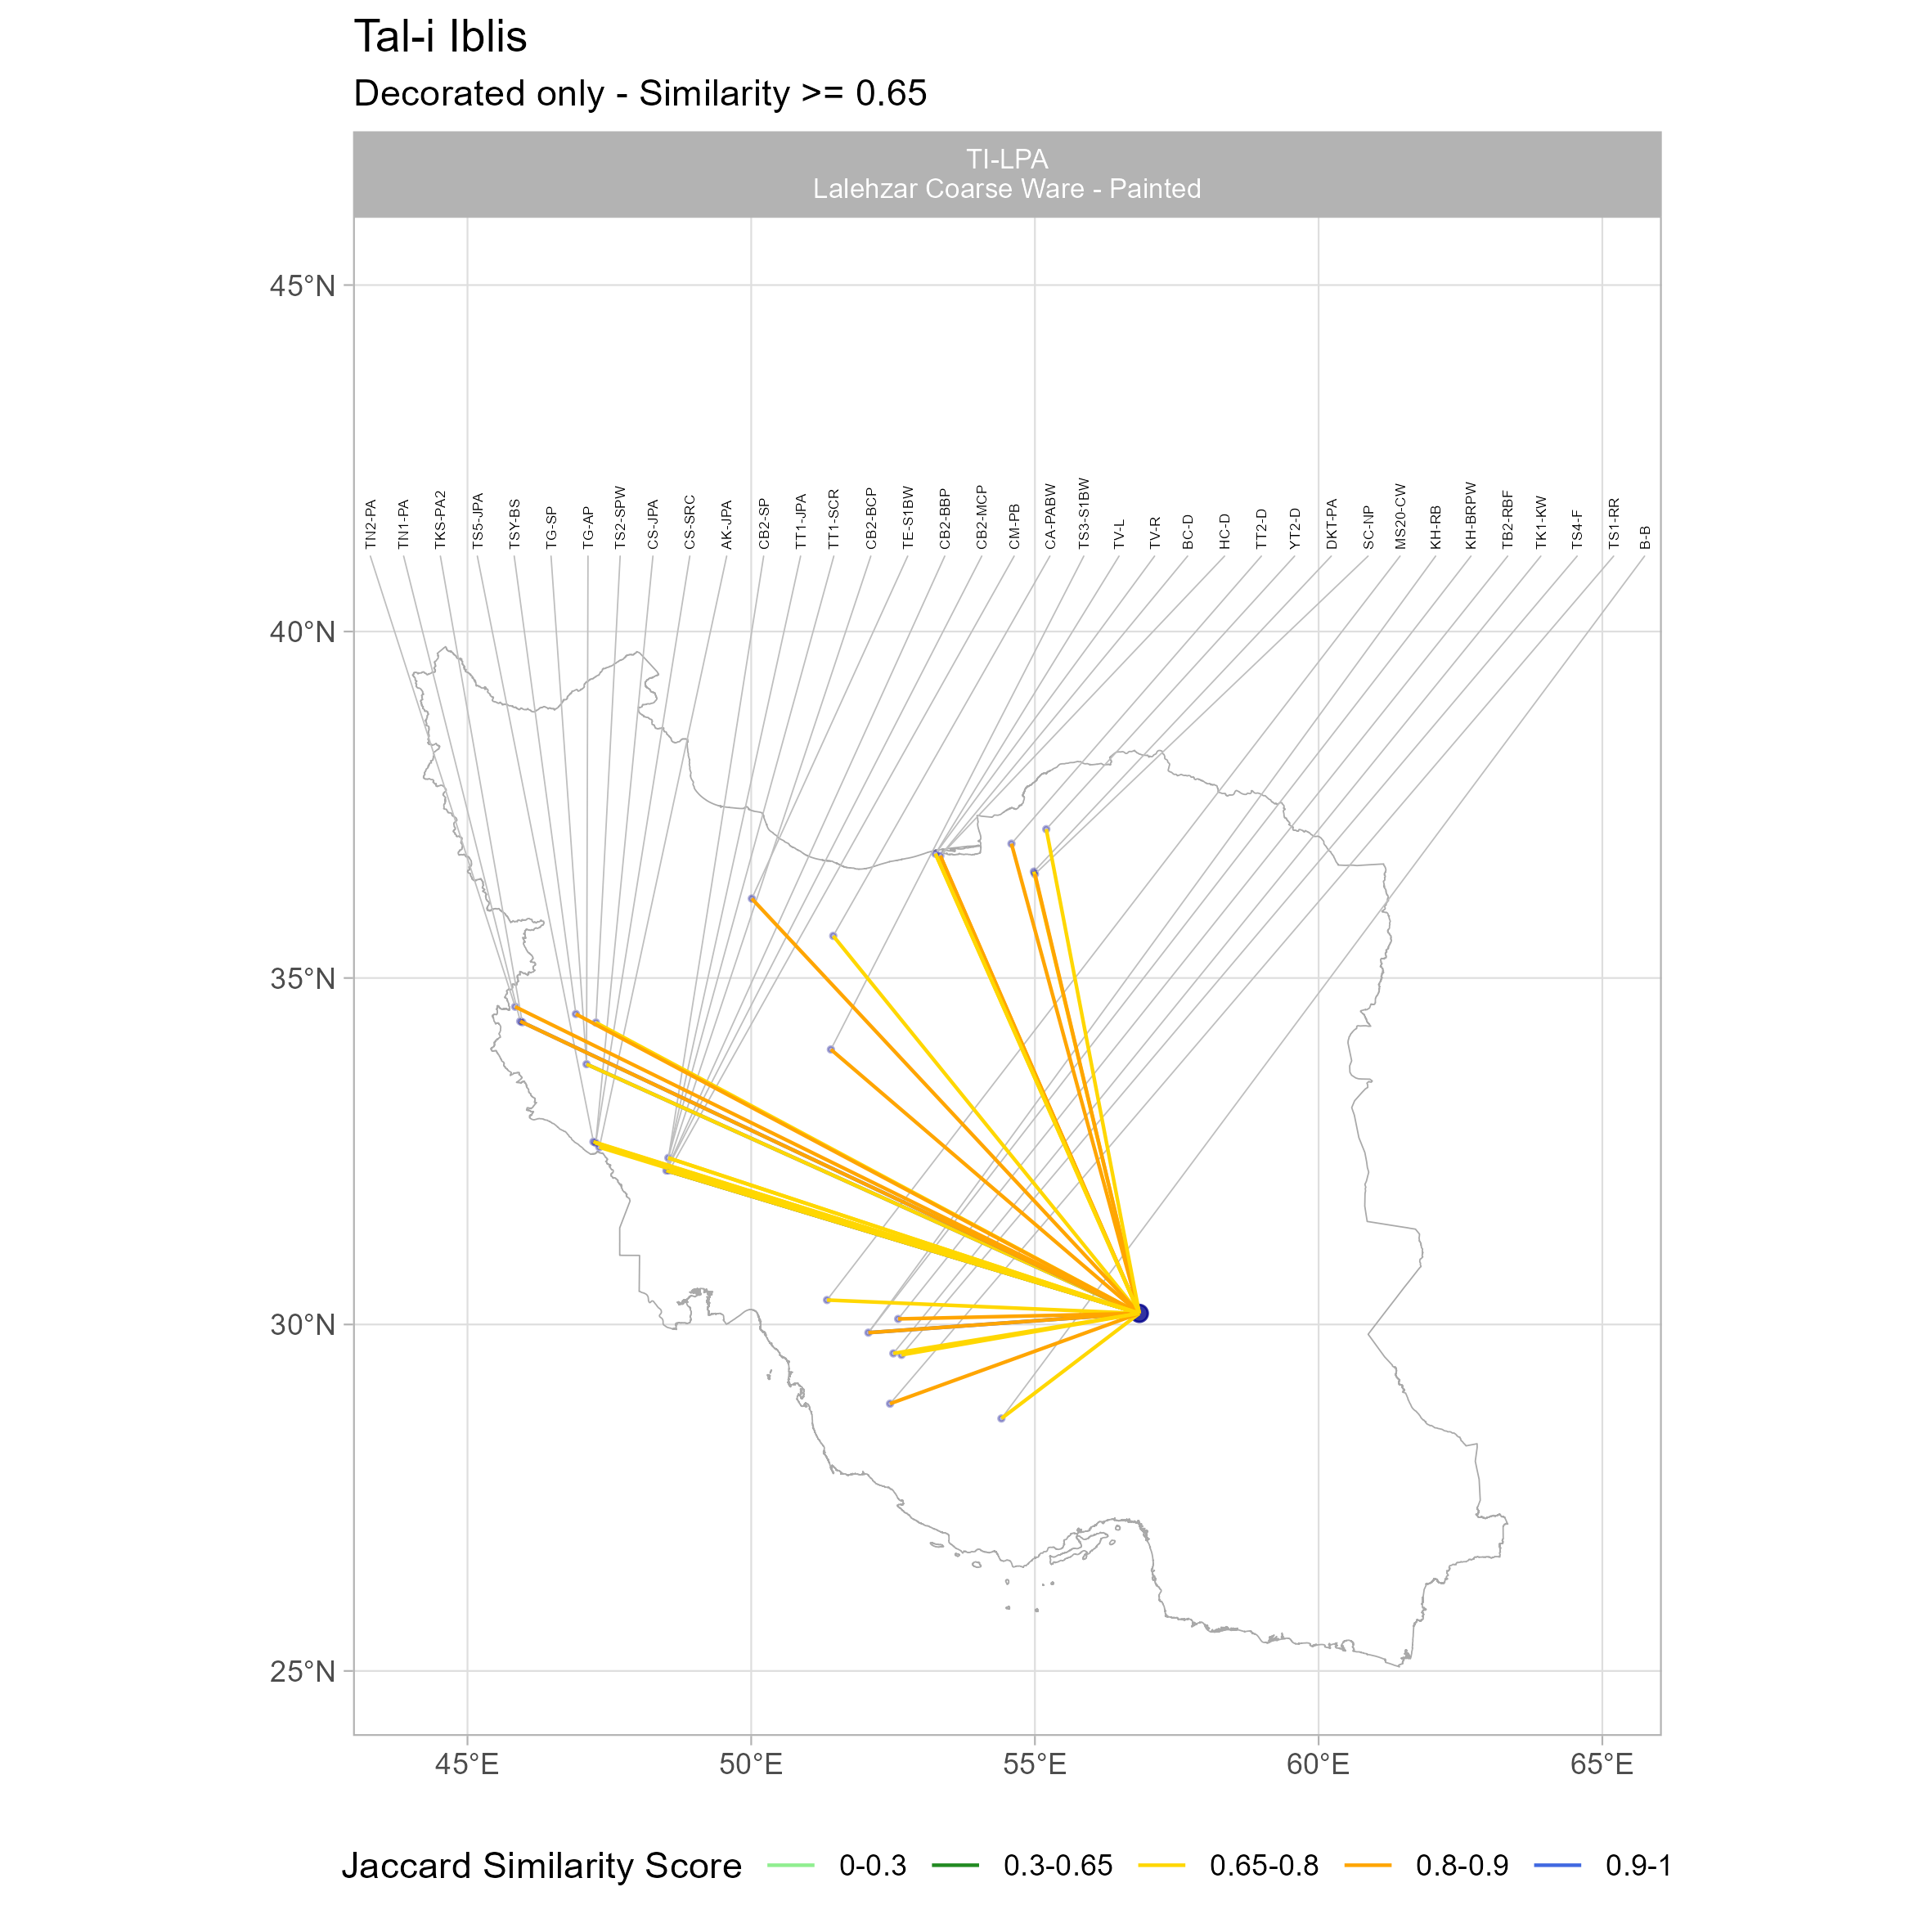 Tal-i Iblis
Decorated only - Similarity >= 0.65
TI-LPA
Lalehzar Coarse Ware - Painted
45°N
40°N
35°N
30°N
25°N
TN2-PA
TN1-PA
TKS-PA2
TS5-JPA
TSY-BS
TG-SP
TG-AP
TS2-SPW
CS-JPA
CS-SRC
AK-JPA
CB2-SP
TT1-JPA
TT1-SCR
CB2-BCP
TE-S1BW
CB2-BBP
CB2-MCP
CM-PB
CA-PABW
TS3-S1BW
TV-L
TV-R
BC-D
HC-D
TT2-D
YT2-D
DKT-PA
SC-NP
MS20-CW
KH-RB
KH-BRPW
TB2-RBF
TK1-KW
TS4-F
TS1-RR
B-B
45°E
50°E
55°E
60°E
65°E
Jaccard Similarity Score 0-0.3 0.3-0.65 0.65-0.8 0.8-0.9 0.9-1